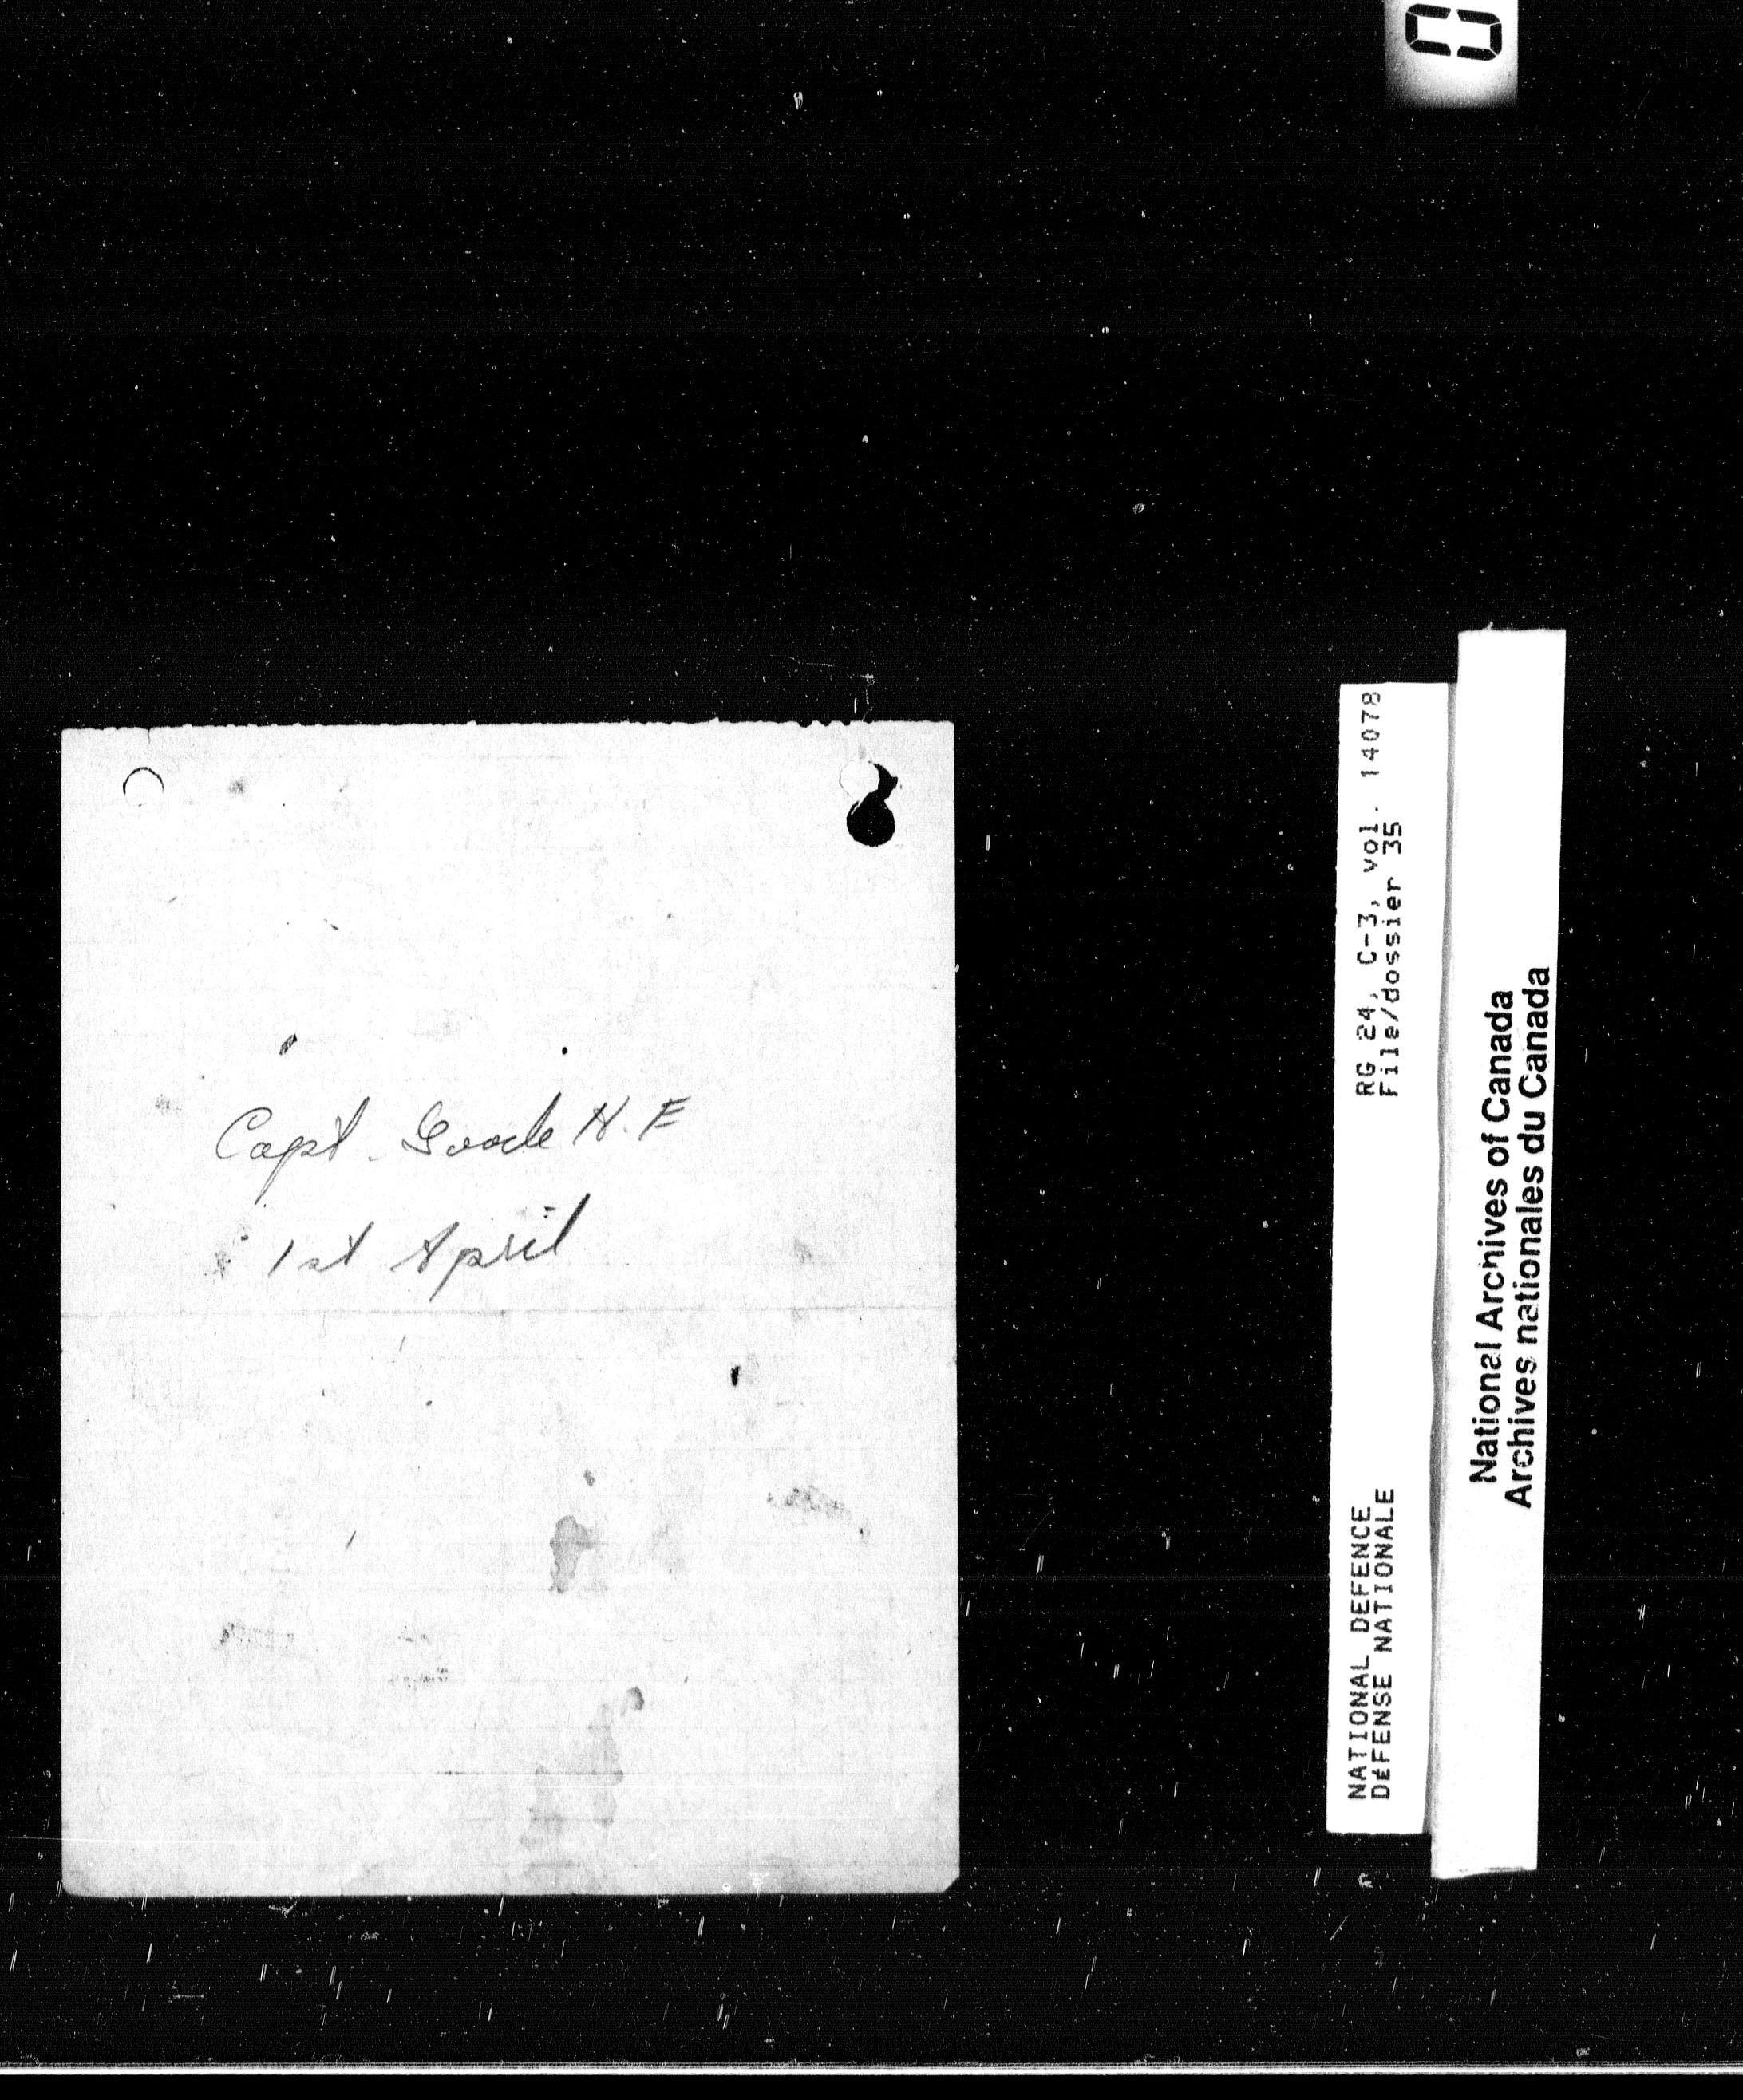 Capt. Goode H. F
1st April
NATIONAL DEFENCE RG 24, C-3, vol. 14078
DÉFENSE NATIONALE File/dossier 35
National Archives of Canada
Archives nationales du Canada
0